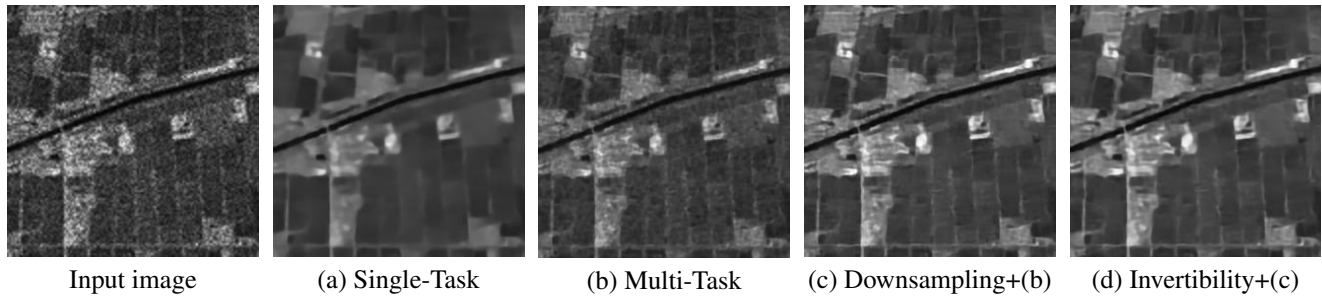 Input image
(a) Single-Task
(b) Multi-Task
(c) Downsampling+(b)
(d) Invertibility+(c)